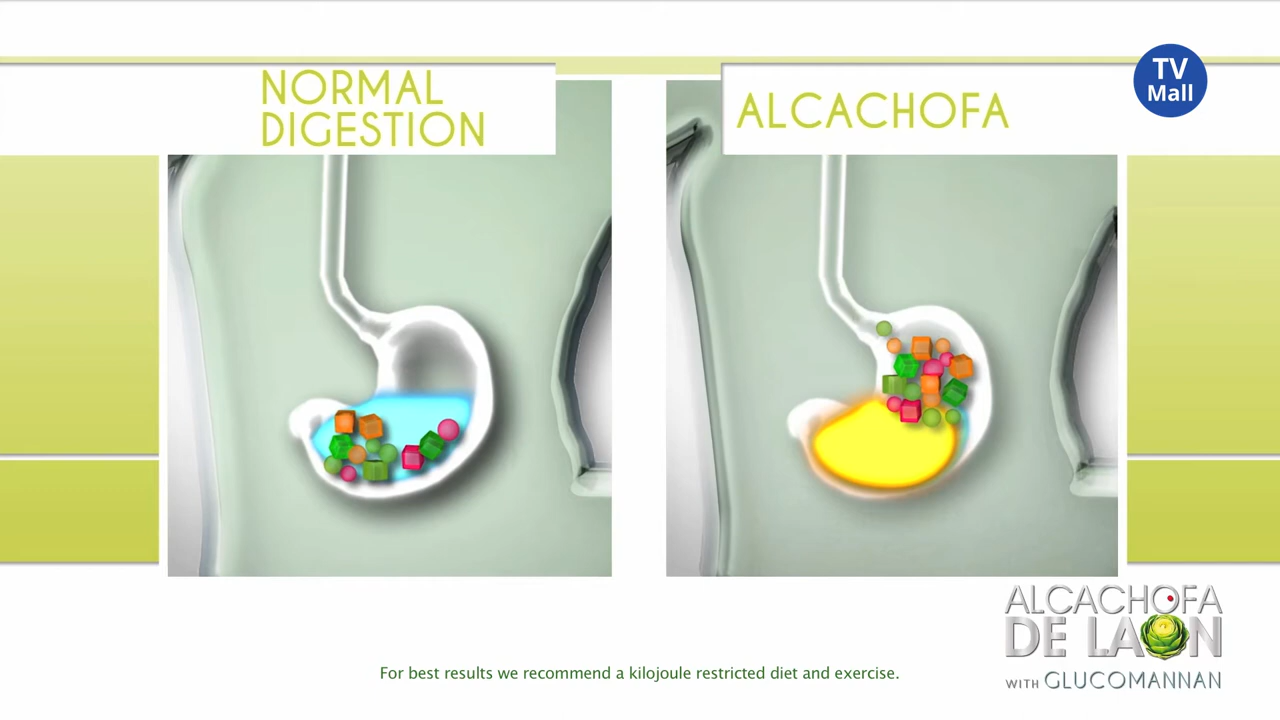 NORMAL
DIGESTION
ALCACHOFA
TV
Mall
ALCACHOFA
DE LAON
WITH GLUCOMANNAN
For best results we recommend a kilojoule restricted diet and exercise.